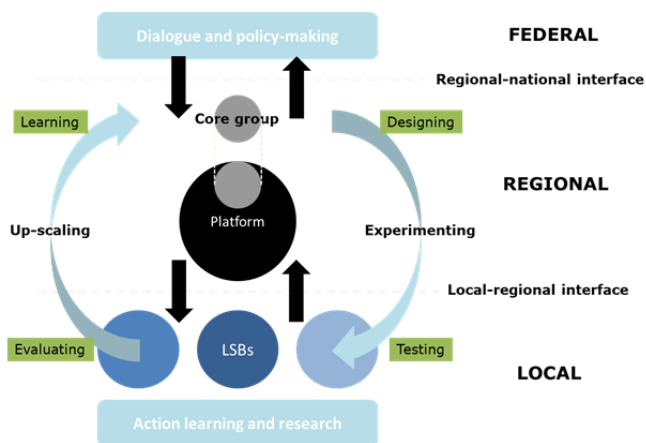 Dialogue and policy-making
FEDERAL
Regional-national interface
Learning
Core group
Designing
REGIONAL
Platform
Up-scaling
Experimenting
Local-regional interface
Evaluating
LSBs
Testing
LOCAL
Action learning and research